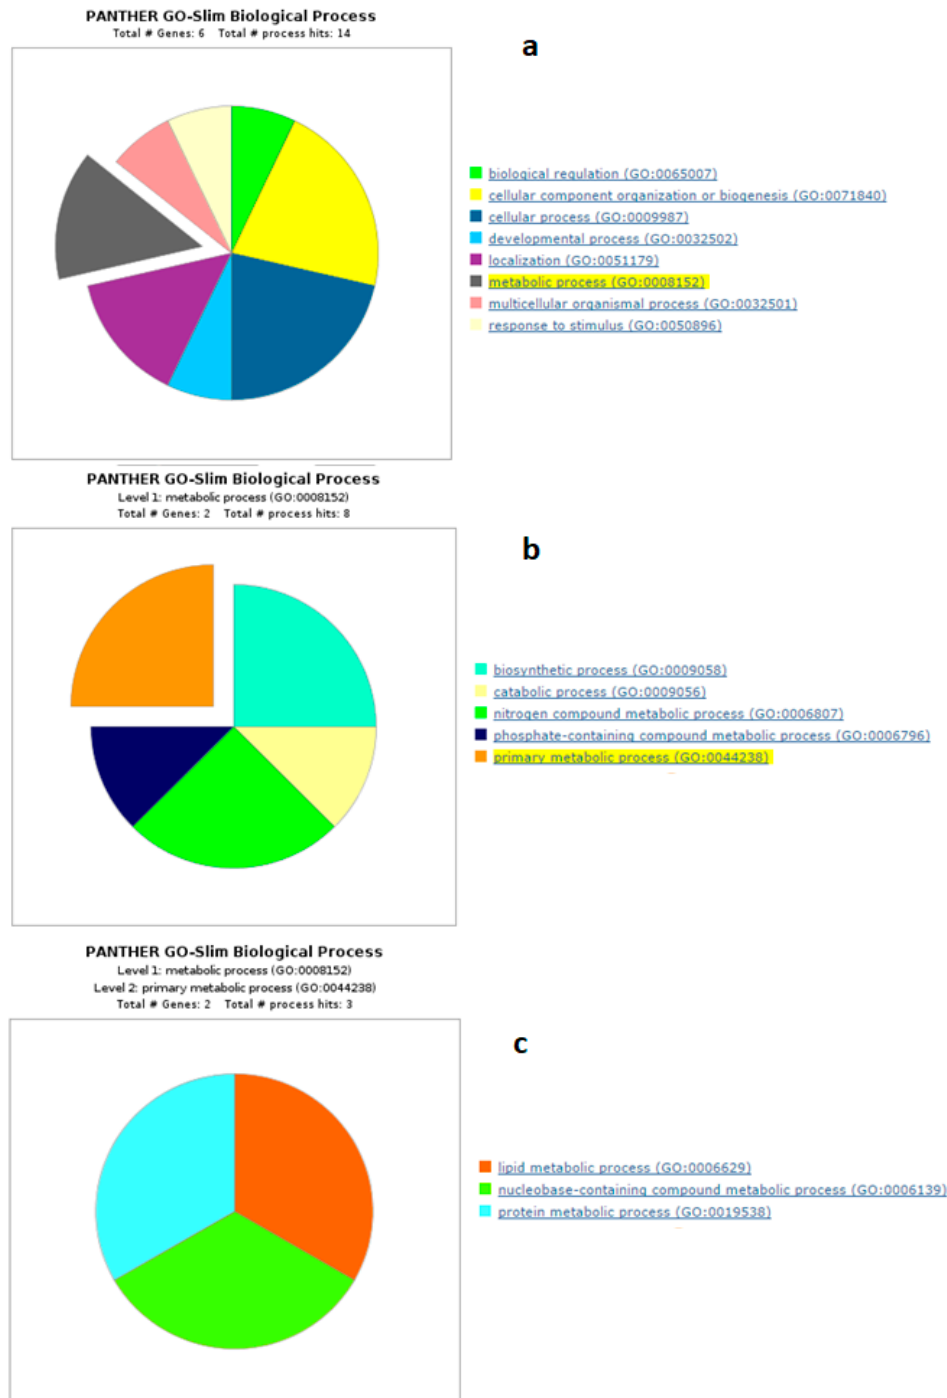 PANTHER GO-Slim Biological Process
Total # Genes: 6 Total # process hits: 14
a
biological regulation (GO:0065007)
cellular component organization or biogenesis (GO:0071840)
cellular process (GO:0009987)
developmental process (GO:0032502)
localization (GO:0051179)
metabolic process (GO:0008152)
multicellular organismal process (GO:0032501)
response to stimulus (GO:0050896)
PANTHER GO-Slim Biological Process
Level 1: metabolic process (GO:0008152)
Total # Genes: 2 Total # process hits: 8
b
biosynthetic process (GO:0009058)
catabolic process (GO:0009056)
nitrogen compound metabolic process (GO:0006807)
phosphate-containing compound metabolic process (GO:0006796)
primary metabolic process (GO:0044238)
PANTHER GO-Slim Biological Process
Level 1: metabolic process (GO:0008152)
Level 2: primary metabolic process (GO:0044238)
Total # Genes: 2 Total # process hits: 3
c
lipid metabolic process (GO:0006629)
nucleobase-containing compound metabolic process (GO:0006139)
protein metabolic process (GO:0019538)